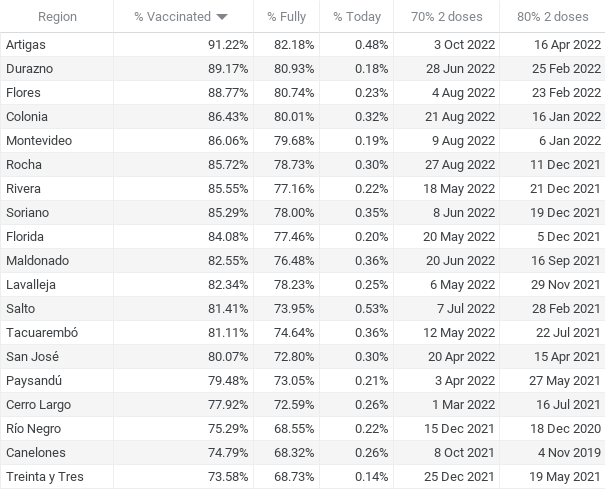 Region % Vaccinated % Fully % Today 70% 2 doses 80% 2 doses
Artigas 91.22% 82.18% 0.48% 3 Oct 2022 16 Apr 2022
Durazno 89.17% 80.93% 0.18% 28 Jun 2022 25 Feb 2022
Flores 88.77% 80.74% 0.23% 4 Aug 2022 23 Feb 2022
Colonia 86.43% 80.01% 0.32% 21 Aug 2022 16 Jan 2022
Montevideo 86.06% 79.68% 0.19% 9 Aug 2022 6 Jan 2022
Rocha 85.72% 78.73% 0.30% 27 Aug 2022 11 Dec 2021
Rivera 85.55% 77.16% 0.22% 18 May 2022 21 Dec 2021
Soriano 85.29% 78.00% 0.35% 8 Jun 2022 19 Dec 2021
Florida 84.08% 77.46% 0.20% 20 May 2022 5 Dec 2021
Maldonado 82.55% 76.48% 0.36% 20 Jun 2022 16 Sep 2021
Lavalleja 82.34% 78.23% 0.25% 6 May 2022 29 Nov 2021
Salto 81.41% 73.95% 0.53% 7 Jul 2022 28 Feb 2021
Tacuarembó 81.11% 74.64% 0.36% 12 May 2022 22 Jul 2021
San José 80.07% 72.80% 0.30% 20 Apr 2022 15 Apr 2021
Paysandú 79.48% 73.05% 0.21% 3 Apr 2022 27 May 2021
Cerro Largo 77.92% 72.59% 0.26% 1 Mar 2022 16 Jul 2021
Río Negro 75.29% 68.55% 0.22% 15 Dec 2021 18 Dec 2020
Canelones 74.79% 68.32% 0.26% 8 Oct 2021 4 Nov 2019
Treinta y Tres 73.58% 68.73% 0.14% 25 Dec 2021 19 May 2021